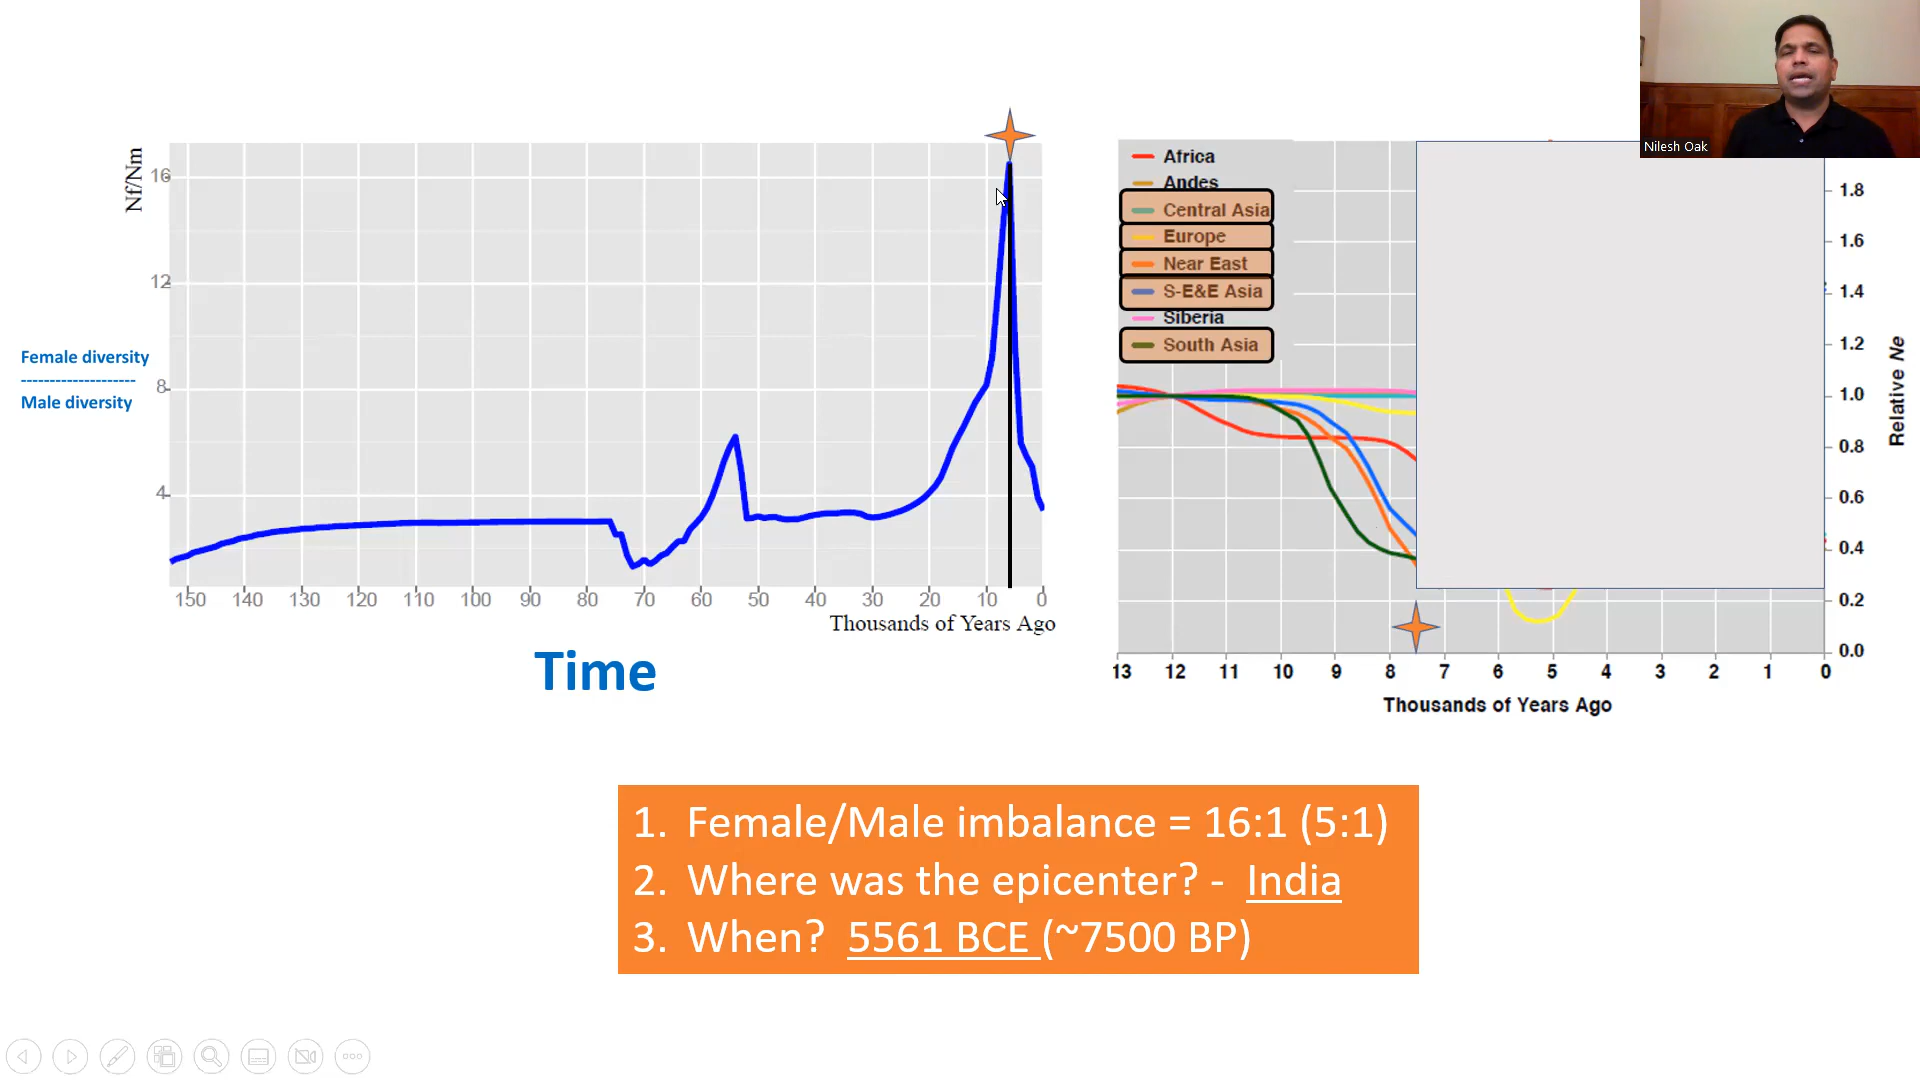 Nilesh Oak
Nf/Nm
16
12
8
4
Female diversity
--------------------
Male diversity
150 140 130 120 110 100 90 80 70 60 50 40 30 20 10 0
Thousands of Years Ago
Time
Africa
Andes
Central Asia
Europe
Near East
S-E&E Asia
Siberia
South Asia
1.8
1.6
1.4
1.2
1.0
0.8
0.6
0.4
0.2
0.0
Relative Ne
13 12 11 10 9 8 7 6 5 4 3 2 1 0
Thousands of Years Ago
1. Female/Male imbalance = 16:1 (5:1)
2. Where was the epicenter? - India
3. When? 5561 BCE (~7500 BP)